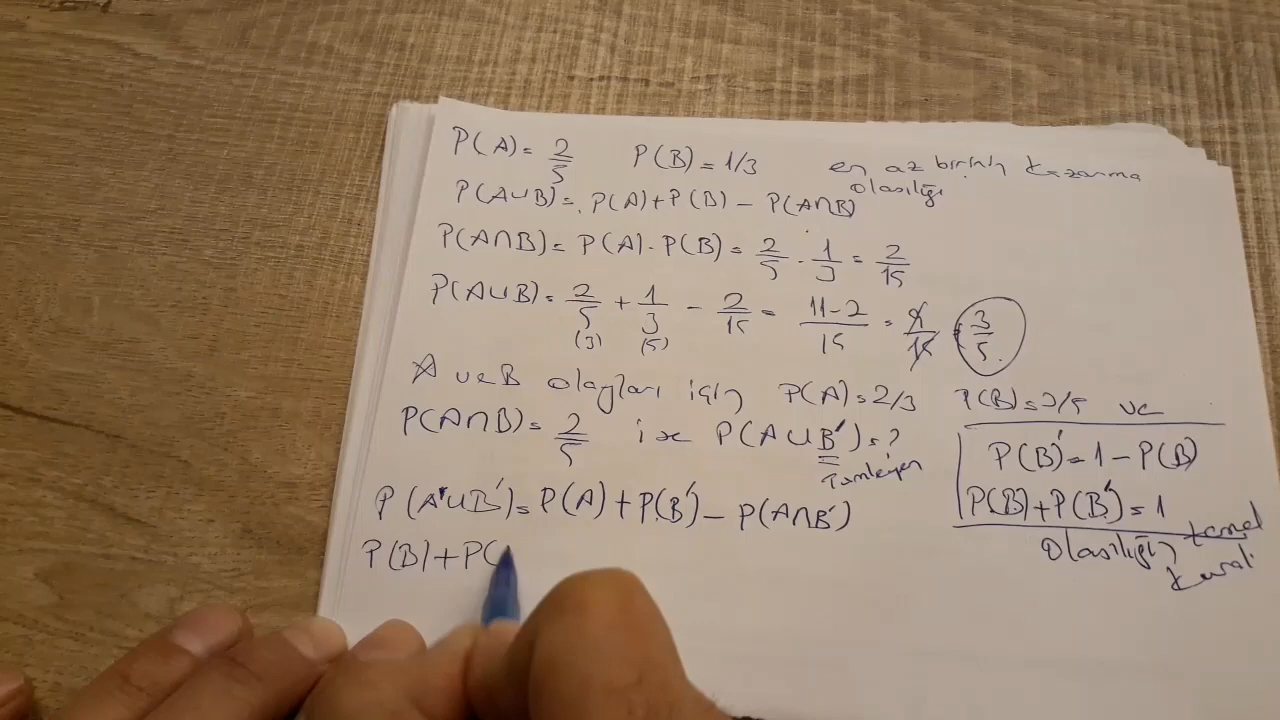 P(A) = 2/5 P(B) = 1/3 en az birinin kazanma
olasılığı
P(A∪B) = P(A) + P(B) - P(A∩B)
P(A∩B) = P(A) . P(B) = 2/5 . 1/3 = 2/15
P(A∪B) = 2/5 + 1/3 - 2/15 = 11-2/15 = 9/15 = 3/5
(3) (5)
A ve B olayları için P(A) = 2/3 ve
P(A∩B) = 2/5 ise P(A∪B') = ?
Tümleyen
P(B)' = 1 - P(B)
P(B) + P(B') = 1
Olasılığın temel
kuralı
P(A∪B') = P(A) + P(B') - P(A∩B')
P(B) + P(